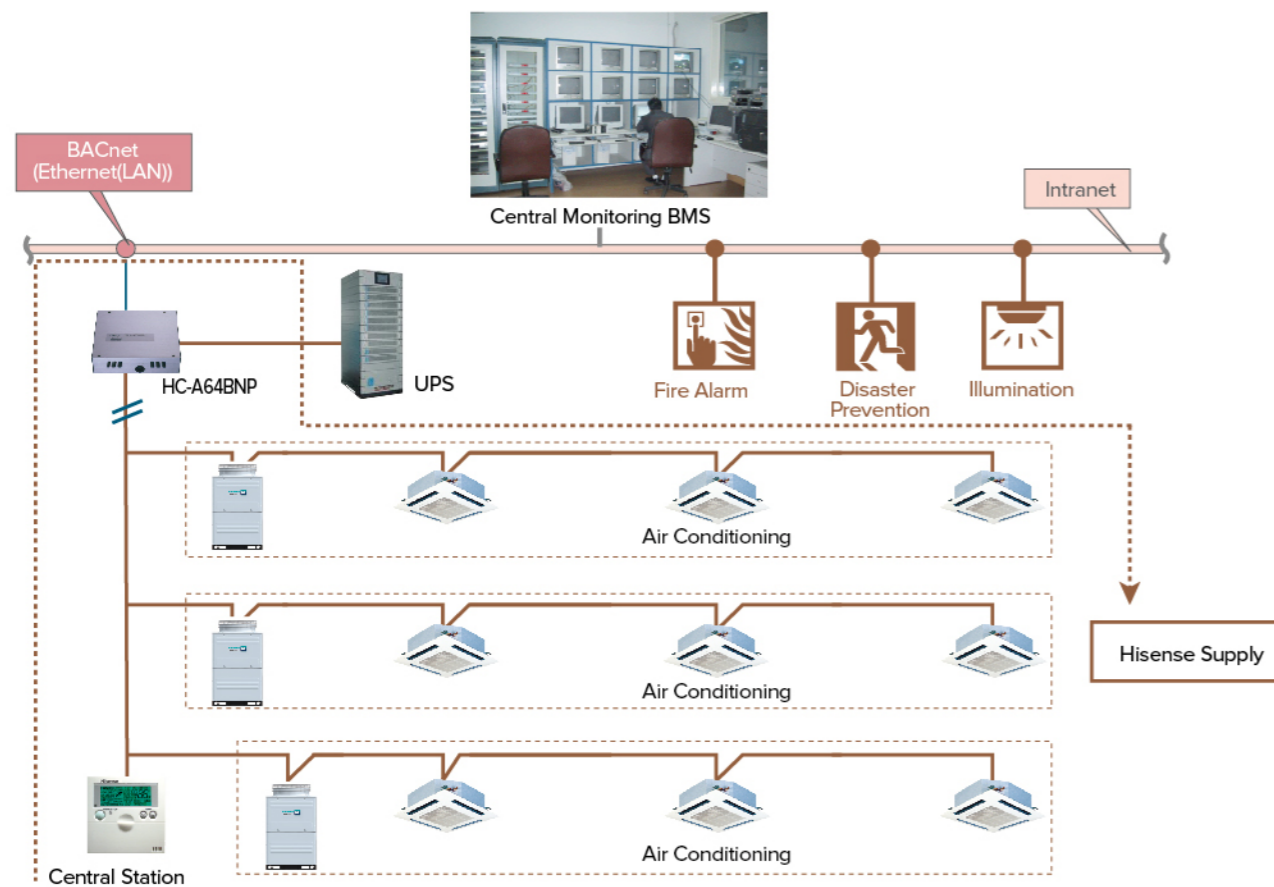 BACnet
(Ethernet(LAN))
Central Monitoring BMS
Intranet
HC-A64BNP
UPS
Fire Alarm
Disaster
Prevention
Illumination
Air Conditioning
Air Conditioning
Hisense Supply
Air Conditioning
Central Station